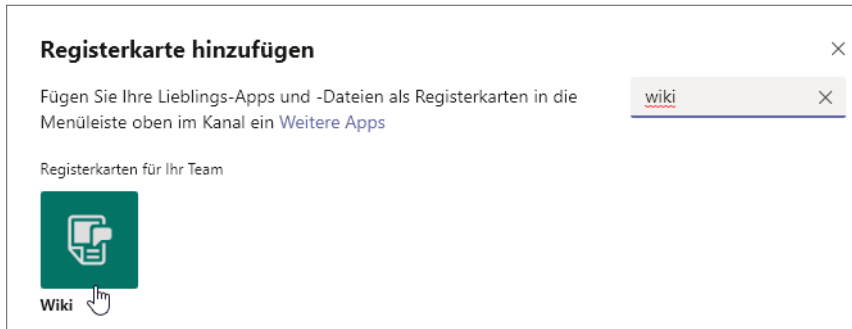 Registerkarte hinzufügen
Fügen Sie Ihre Lieblings-Apps und -Dateien als Registerkarten in die
Menüleiste oben im Kanal ein Weitere Apps
wiki
Registerkarten für Ihr Team
Wiki